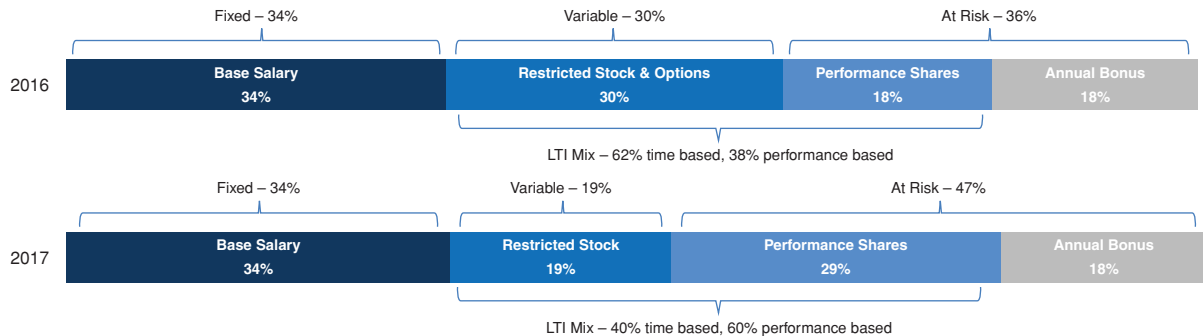 Fixed – 34%
Variable – 30%
At Risk – 36%
2016
Base Salary
34%
Restricted Stock & Options
30%
Performance Shares
18%
Annual Bonus
18%
LTI Mix – 62% time based, 38% performance based
Fixed – 34%
Variable – 19%
At Risk – 47%
2017
Base Salary
34%
Restricted Stock
19%
Performance Shares
29%
Annual Bonus
18%
LTI Mix – 40% time based, 60% performance based